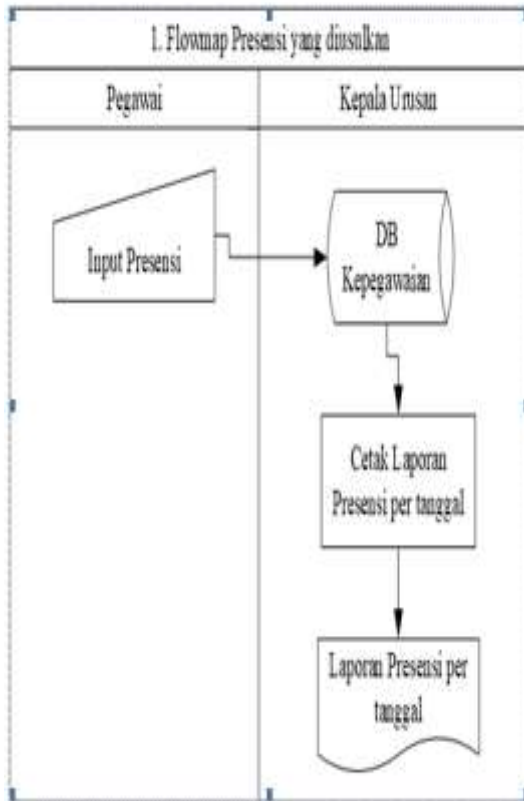 1. Flowmap Presensi yang diusulkan
Pegawai
Kepala Urusan
Input Presensi
DB
Kepegawaian
Cetak Laporan
Presensi per tanggal
Laporan Presensi per
tanggal